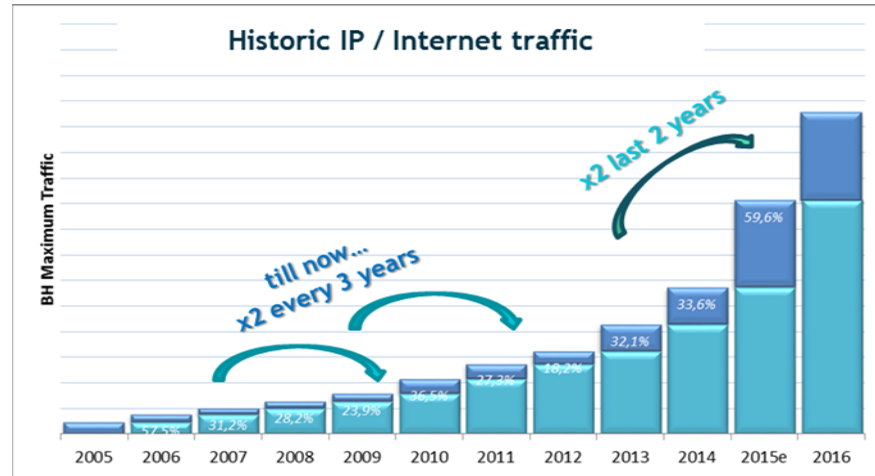 Historic IP / Internet traffic
BH Maximum Traffic
till now...
x2 every 3 years
x2 last 2 years
57,5%
31,2%
28,2%
23,9%
36,5%
27,3%
18,2%
32,1%
33,6%
59,6%
2005 2006 2007 2008 2009 2010 2011 2012 2013 2014 2015e 2016